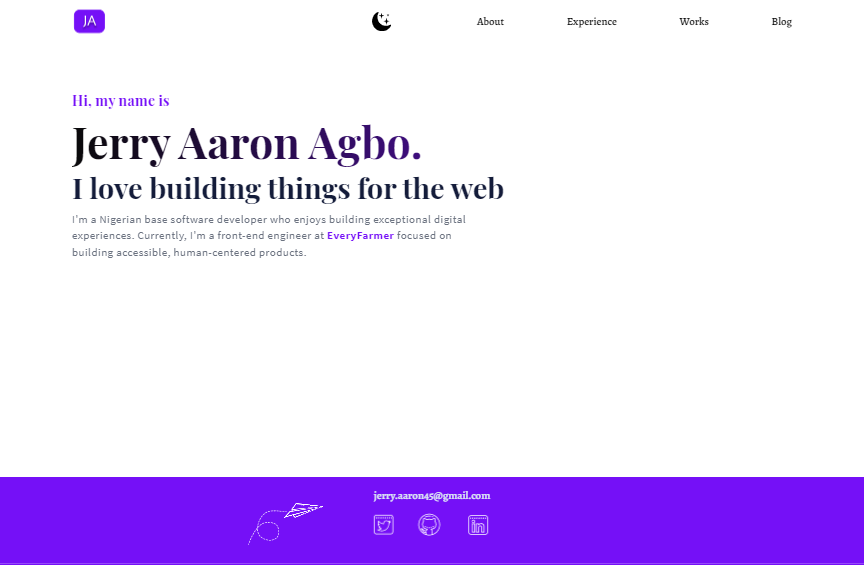 JA
About
Experience
Works
Blog
Hi, my name is
Jerry Aaron Agbo.
I love building things for the web
I'm a Nigerian base software developer who enjoys building exceptional digital
experiences. Currently, I'm a front-end engineer at EveryFarmer focused on
building accessible, human-centered products.
jerry.aaron45@gmail.com
in